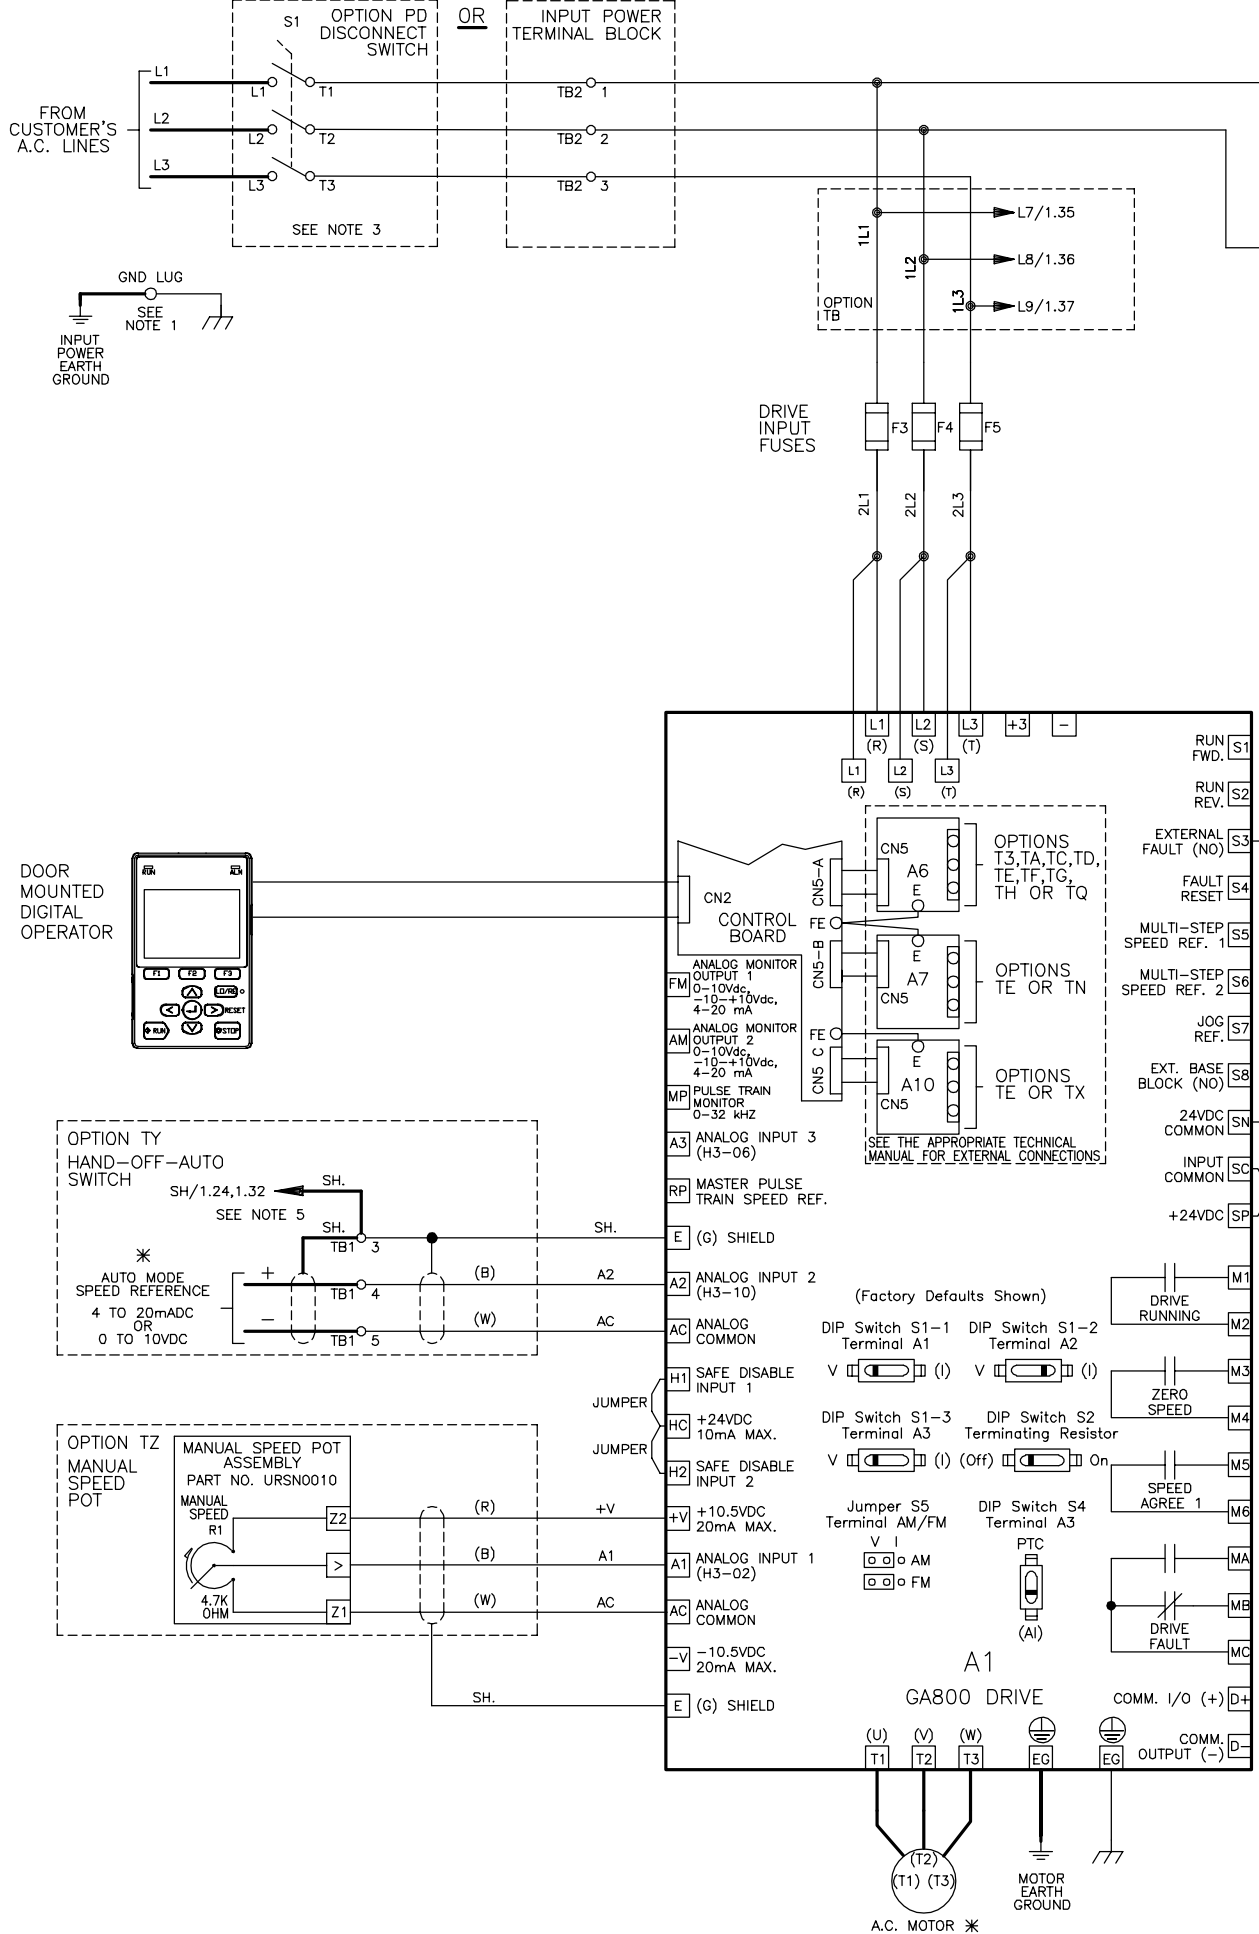 S1
OPTION PD
DISCONNECT
SWITCH
OR
INPUT POWER
TERMINAL BLOCK
FROM
CUSTOMER'S
A.C. LINES
L1
L1
T1
TB2 1
L2
L2
T2
TB2 2
L3
L3
T3
TB2 3
SEE NOTE 3
1L1
L7/1.35
1L2
L8/1.36
1L3
L9/1.37
OPTION
TB
GND LUG
SEE
NOTE 1
INPUT
POWER
EARTH
GROUND
DRIVE
INPUT
FUSES
F3
F4
F5
2L1
2L2
2L3
L1
L2
L3
+3
-
(R)
(S)
(T)
L1
L2
L3
(R)
(S)
(T)
RUN
FWD.
S1
RUN
REV.
S2
EXTERNAL
FAULT (NO)
S3
FAULT
RESET
S4
MULTI-STEP
SPEED REF. 1
S5
MULTI-STEP
SPEED REF. 2
S6
JOG
REF.
S7
EXT. BASE
BLOCK (NO)
S8
24VDC
COMMON
SN
INPUT
COMMON
SC
+24VDC
SP
DOOR
MOUNTED
DIGITAL
OPERATOR
RUN
ALM
F1
F2
F3
LO/RE
RESET
RUN
STOP
CN2
CONTROL
BOARD
CN5-A
CN5
A6
E
OPTIONS
T3,TA,TC,TD,
TE,TF,TG,
TH OR TQ
FE
CN5-B
E
A7
CN5
OPTIONS
TE OR TN
FE
CN5 C
E
A10
CN5
OPTIONS
TE OR TX
SEE THE APPROPRIATE TECHNICAL
MANUAL FOR EXTERNAL CONNECTIONS
FM
ANALOG MONITOR
OUTPUT 1
0-10Vdc,
-10-+10Vdc,
4-20 mA
AM
ANALOG MONITOR
OUTPUT 2
0-10Vdc,
-10-+10Vdc,
4-20 mA
MP
PULSE TRAIN
MONITOR
0-32 kHZ
A3
ANALOG INPUT 3
(H3-06)
RP
MASTER PULSE
TRAIN SPEED REF.
E
(G) SHIELD
A2
ANALOG INPUT 2
(H3-10)
AC
ANALOG
COMMON
H1
SAFE DISABLE
INPUT 1
JUMPER
HC
+24VDC
10mA MAX.
JUMPER
H2
SAFE DISABLE
INPUT 2
+V
+10.5VDC
20mA MAX.
A1
ANALOG INPUT 1
(H3-02)
AC
ANALOG
COMMON
-V
-10.5VDC
20mA MAX.
E
(G) SHIELD
OPTION TY
HAND-OFF-AUTO
SWITCH
SH.
SH/1.24,1.32
SEE NOTE 5
SH.
TB1 3
SH.
*
AUTO MODE
SPEED REFERENCE
4 TO 20mADC
OR
0 TO 10VDC
+
TB1 4
(B)
A2
-
TB1 5
(W)
AC
OPTION TZ
MANUAL
SPEED
POT
MANUAL SPEED POT
ASSEMBLY
PART NO. URSN0010
MANUAL
SPEED
R1
4.7K
OHM
Z2
(R)
+V
>
(B)
A1
Z1
(W)
AC
SH.
(Factory Defaults Shown)
DIP Switch S1-1
Terminal A1
V
(I)
DIP Switch S1-2
Terminal A2
V
(I)
DIP Switch S1-3
Terminal A3
V
(I)
DIP Switch S2
Terminating Resistor
(Off)
On
Jumper S5
Terminal AM/FM
V I
AM
FM
DIP Switch S4
Terminal A3
PTC
(AI)
M1
DRIVE
RUNNING
M2
M3
ZERO
SPEED
M4
M5
SPEED
AGREE 1
M6
MA
MB
DRIVE
FAULT
MC
A1
GA800 DRIVE
COMM. I/O (+)
D+
COMM.
OUTPUT (-)
D-
(U)
(V)
(W)
T1
T2
T3
EG
EG
(T2)
(T1) (T3)
A.C. MOTOR *
MOTOR
EARTH
GROUND